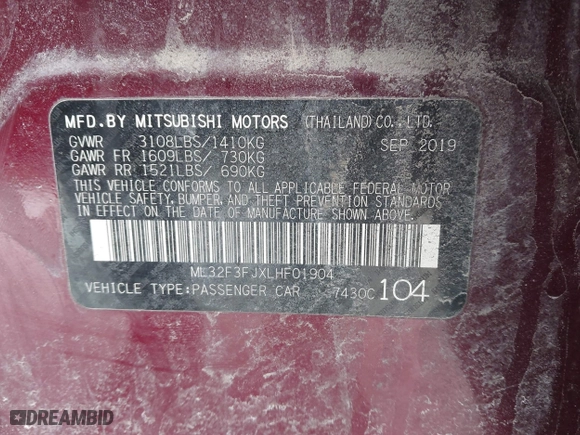 MFD.BY MITSUBISHI MOTORS (THAILAND) CO., LTD.
GVWR 3108LBS/1410KG SEP 2019
GAWR FR 1609LBS/ 730KG
GAWR RR 1521LBS/ 690KG
THIS VEHICLE CONFORMS TO ALL APPLICABLE FEDERAL MOTOR
VEHICLE SAFETY, BUMPER, AND THEFT PREVENTION STANDARDS
IN EFFECT ON THE DATE OF MANUFACTURE SHOWN ABOVE.
ML32F3FJXLHF01904
VEHICLE TYPE:PASSENGER CAR 7430C 104
DREAMBID